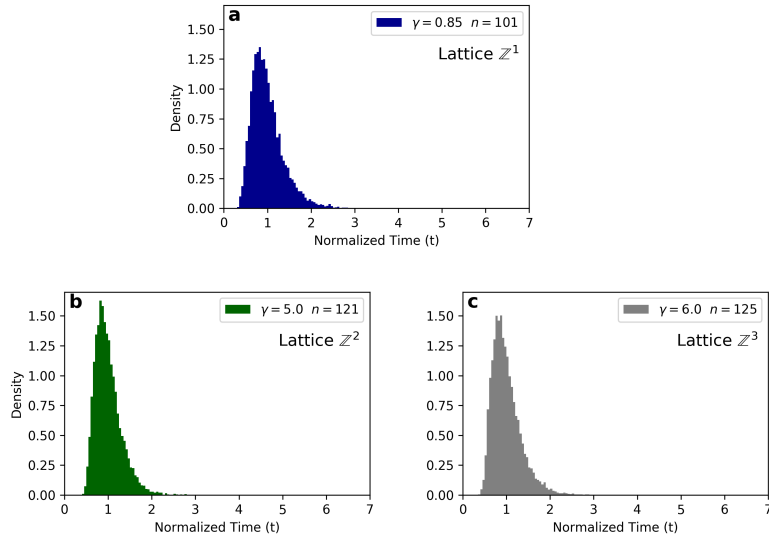 a
γ = 0.85 n = 101
Lattice ℤ¹
Density
1.50
1.25
1.00
0.75
0.50
0.25
0.00
0 1 2 3 4 5 6 7
Normalized Time (t)
b
γ = 5.0 n = 121
Lattice ℤ²
Density
1.50
1.25
1.00
0.75
0.50
0.25
0.00
0 1 2 3 4 5 6 7
Normalized Time (t)
c
γ = 6.0 n = 125
Lattice ℤ³
1.50
1.25
1.00
0.75
0.50
0.25
0.00
0 1 2 3 4 5 6 7
Normalized Time (t)